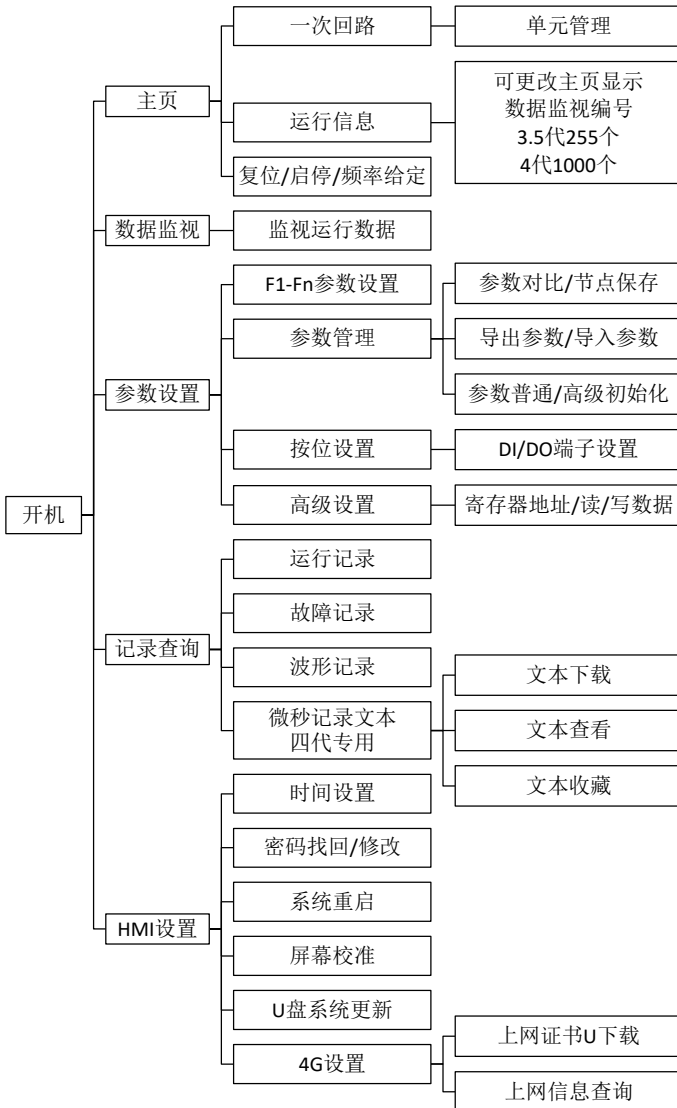 开机
主页
一次回路
单元管理
运行信息
可更改主页显示
数据监视编号
3.5代255个
4代1000个
复位/启停/频率给定
数据监视
监视运行数据
参数设置
F1-Fn参数设置
参数管理
参数对比/节点保存
导出参数/导入参数
参数普通/高级初始化
按位设置
DI/DO端子设置
高级设置
寄存器地址/读/写数据
记录查询
运行记录
故障记录
波形记录
微秒记录文本
四代专用
文本下载
文本查看
文本收藏
HMI设置
时间设置
密码找回/修改
系统重启
屏幕校准
U盘系统更新
4G设置
上网证书U下载
上网信息查询